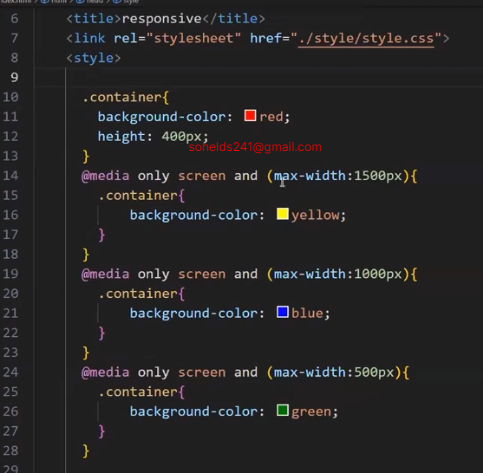 index.html > html > head > style
6 <title>responsive</title>
7 <link rel="stylesheet" href="./style/style.css">
8 <style>
9
10 .container{
11 background-color: red;
12 height: 400px;
sohelds241@gmail.com
13 }
14 @media only screen and (max-width:1500px){
15 .container{
16 background-color: yellow;
17 }
18 }
19 @media only screen and (max-width:1000px){
20 .container{
21 background-color: blue;
22 }
23 }
24 @media only screen and (max-width:500px){
25 .container{
26 background-color: green;
27 }
28 }
29